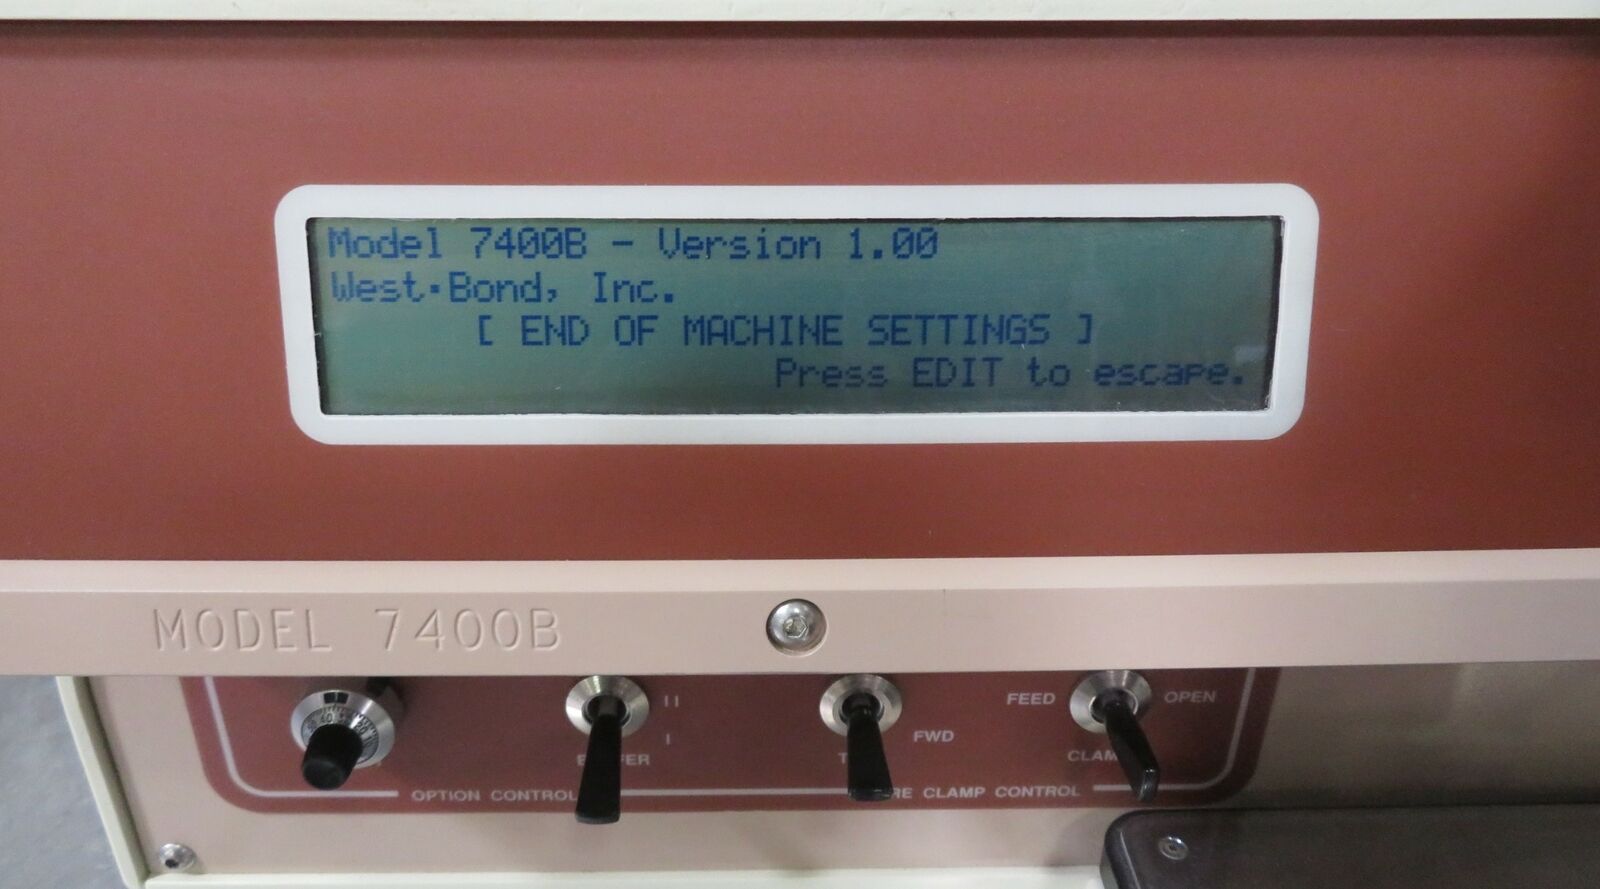 Model 7400B - Version 1.00
West·Bond, Inc.
[ END OF MACHINE SETTINGS ]
Press EDIT to escape.
MODEL 7400B
II
FEED
OPEN
I
FWD
OPTION CONTROL
CLAMP CONTROL